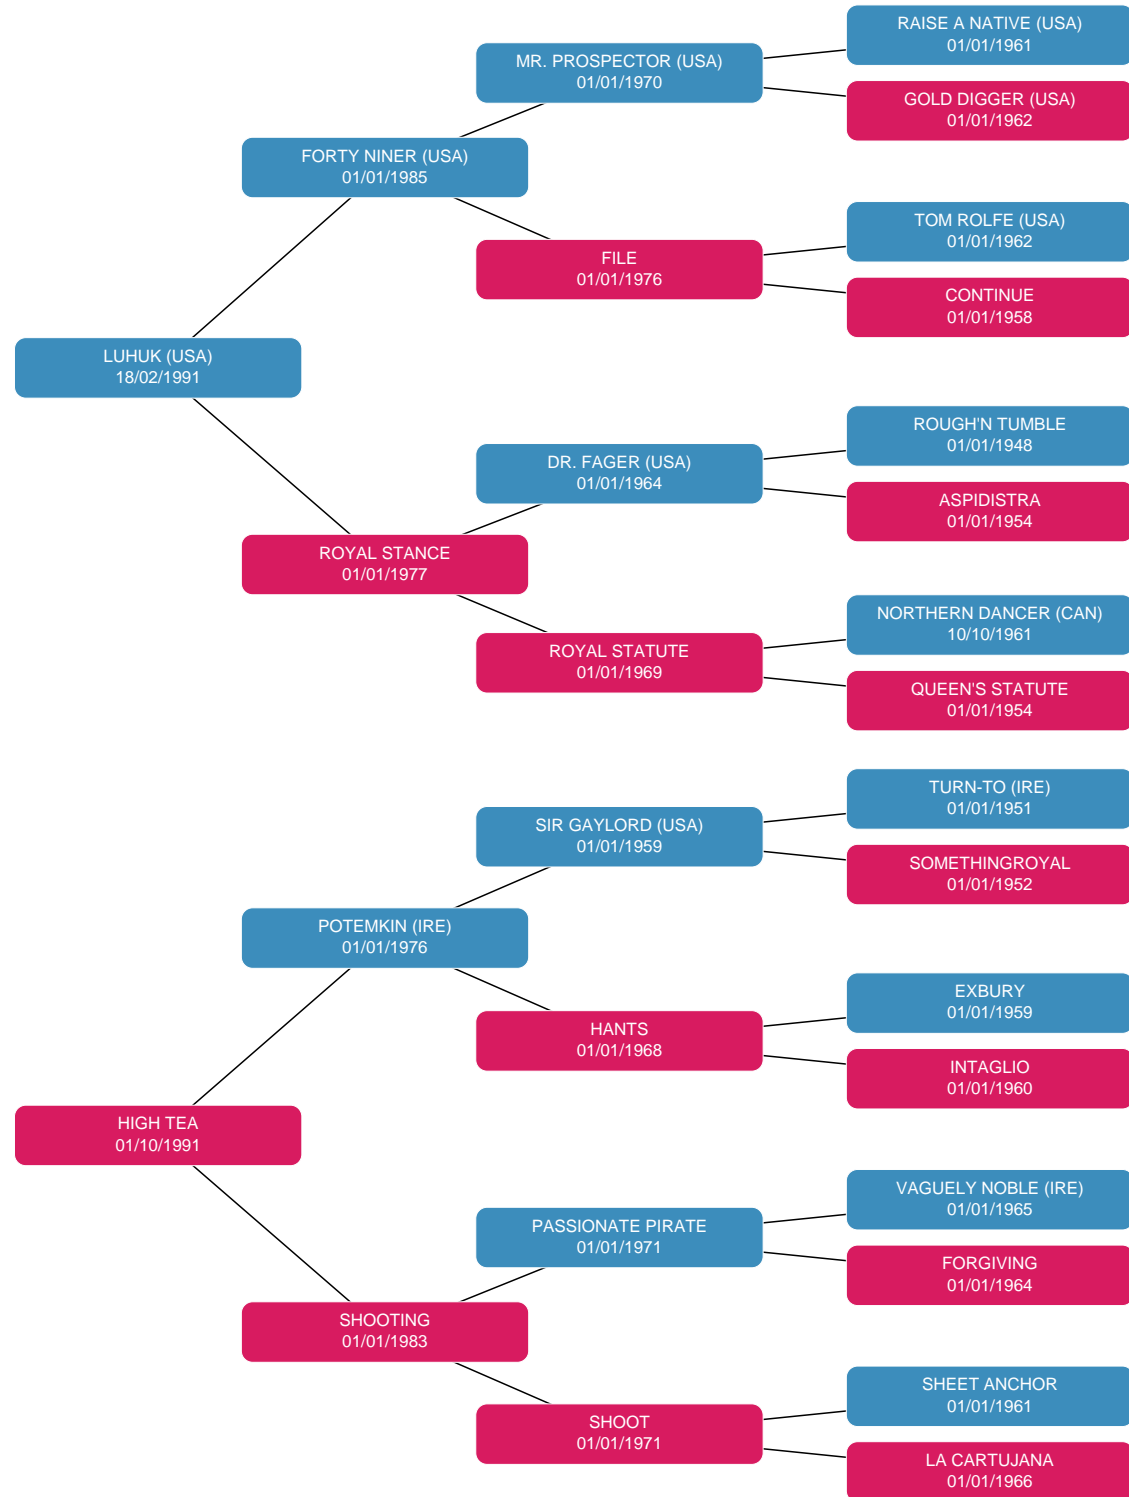 RAISE A NATIVE (USA)
01/01/1961
MR. PROSPECTOR (USA)
01/01/1970
GOLD DIGGER (USA)
01/01/1962
FORTY NINER (USA)
01/01/1985
TOM ROLFE (USA)
01/01/1962
FILE
01/01/1976
CONTINUE
01/01/1958
LUHUK (USA)
18/02/1991
ROUGH'N TUMBLE
01/01/1948
DR. FAGER (USA)
01/01/1964
ASPIDISTRA
01/01/1954
ROYAL STANCE
01/01/1977
NORTHERN DANCER (CAN)
10/10/1961
ROYAL STATUTE
01/01/1969
QUEEN'S STATUTE
01/01/1954
TURN-TO (IRE)
01/01/1951
SIR GAYLORD (USA)
01/01/1959
SOMETHINGROYAL
01/01/1952
POTEMKIN (IRE)
01/01/1976
EXBURY
01/01/1959
HANTS
01/01/1968
INTAGLIO
01/01/1960
HIGH TEA
01/10/1991
VAGUELY NOBLE (IRE)
01/01/1965
PASSIONATE PIRATE
01/01/1971
FORGIVING
01/01/1964
SHOOTING
01/01/1983
SHEET ANCHOR
01/01/1961
SHOOT
01/01/1971
LA CARTUJANA
01/01/1966